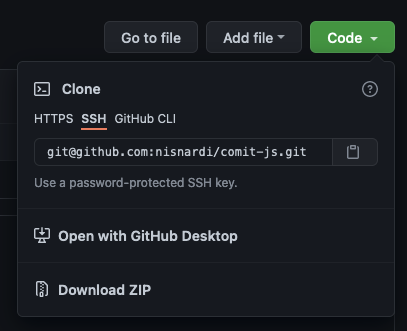 Go to file
Add file
Code
Clone
HTTPS SSH GitHub CLI
git@github.com:nisnardi/comit-js.git
Use a password-protected SSH key.
Open with GitHub Desktop
Download ZIP